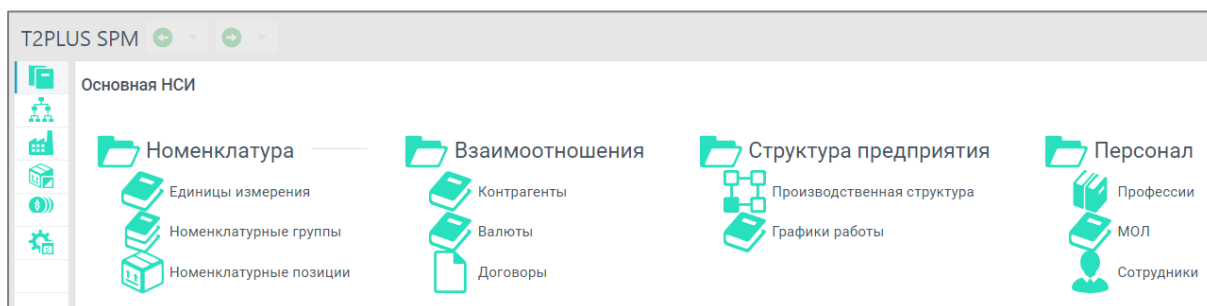 T2PLUS SPM
Основная НСИ
Номенклатура
Единицы измерения
Номенклатурные группы
Номенклатурные позиции
Взаимоотношения
Контрагенты
Валюты
Договоры
Структура предприятия
Производственная структура
Графики работы
Персонал
Профессии
МОЛ
Сотрудники